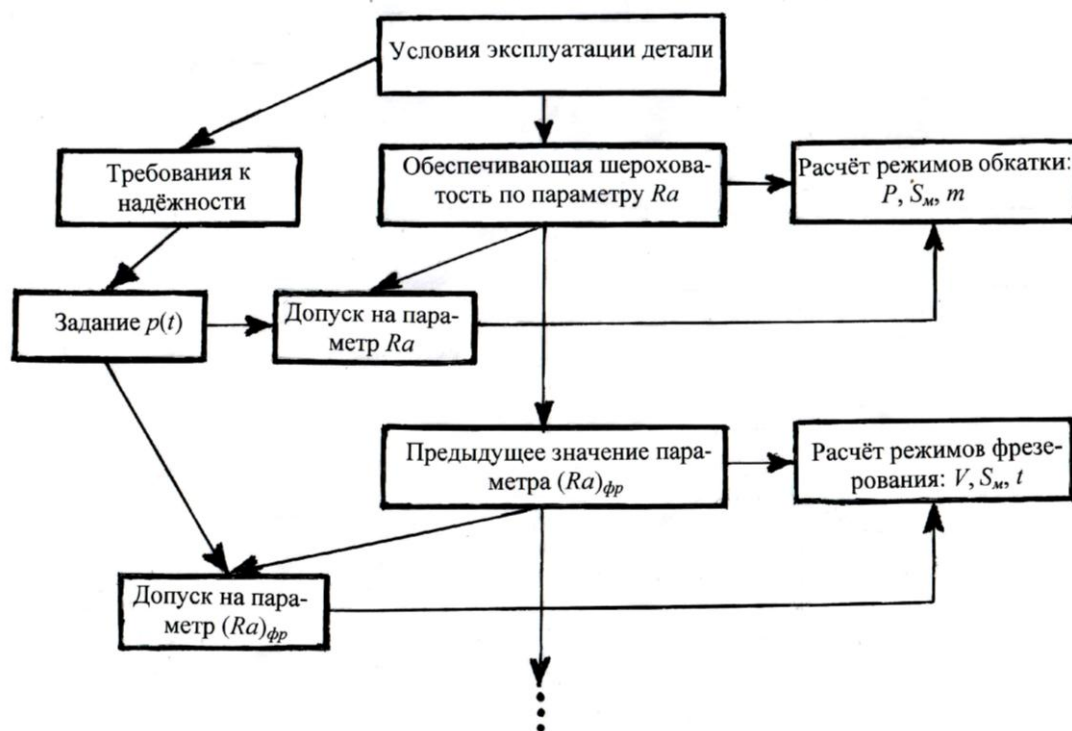 Условия эксплуатации детали
Требования к
надёжности
Обеспечивающая шерохова-
тость по параметру Ra
Расчёт режимов обкатки:
P, Sм, m
Задание p(t)
Допуск на пара-
метр Ra
Предыдущее значение пара-
метра (Ra)фр
Расчёт режимов фрезе-
рования: V, Sм, t
Допуск на пара-
метр (Ra)фр